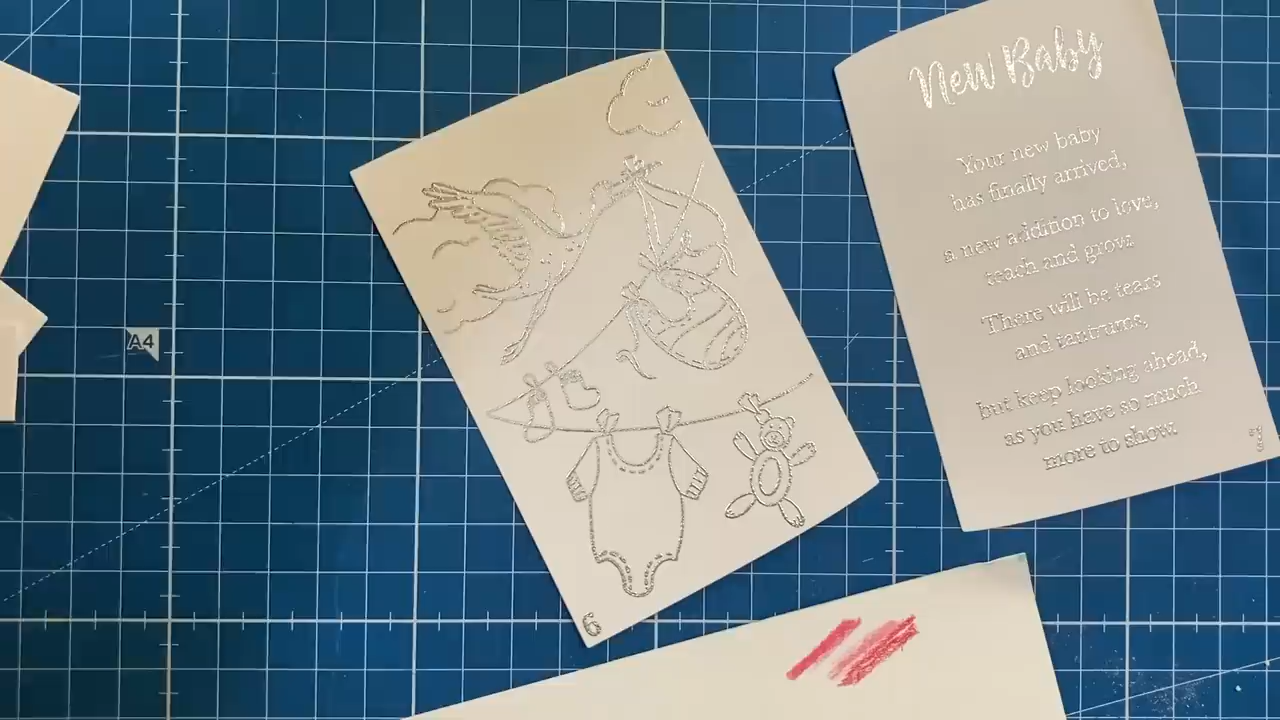 A4
6
New Baby
Your new baby
has finally arrived,
a new addition to love,
teach and grow.
There will be tears
and tantrums,
but keep looking ahead,
as you have so much
more to show.